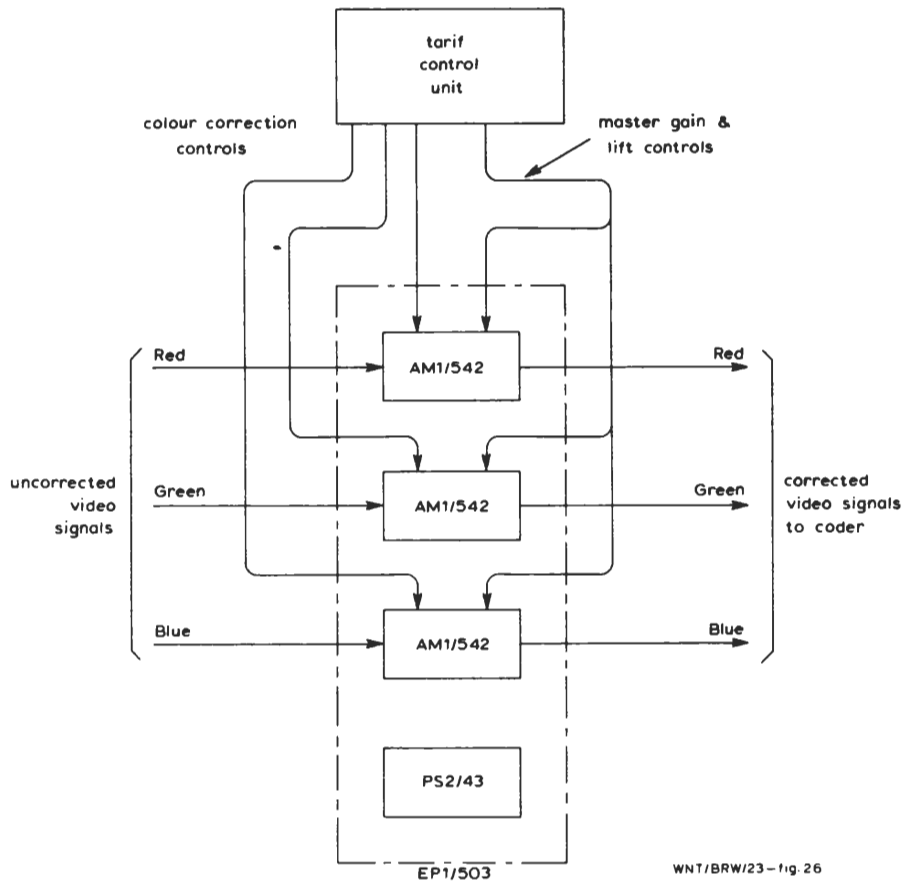 tarif
control
unit
colour correction
controls
master gain &
lift controls
Red
AM1/542
Red
uncorrected
video
signals
Green
AM1/542
Green
corrected
video signals
to coder
Blue
AM1/542
Blue
PS2/43
EP1/503
WNT/BRW/23-fig.26